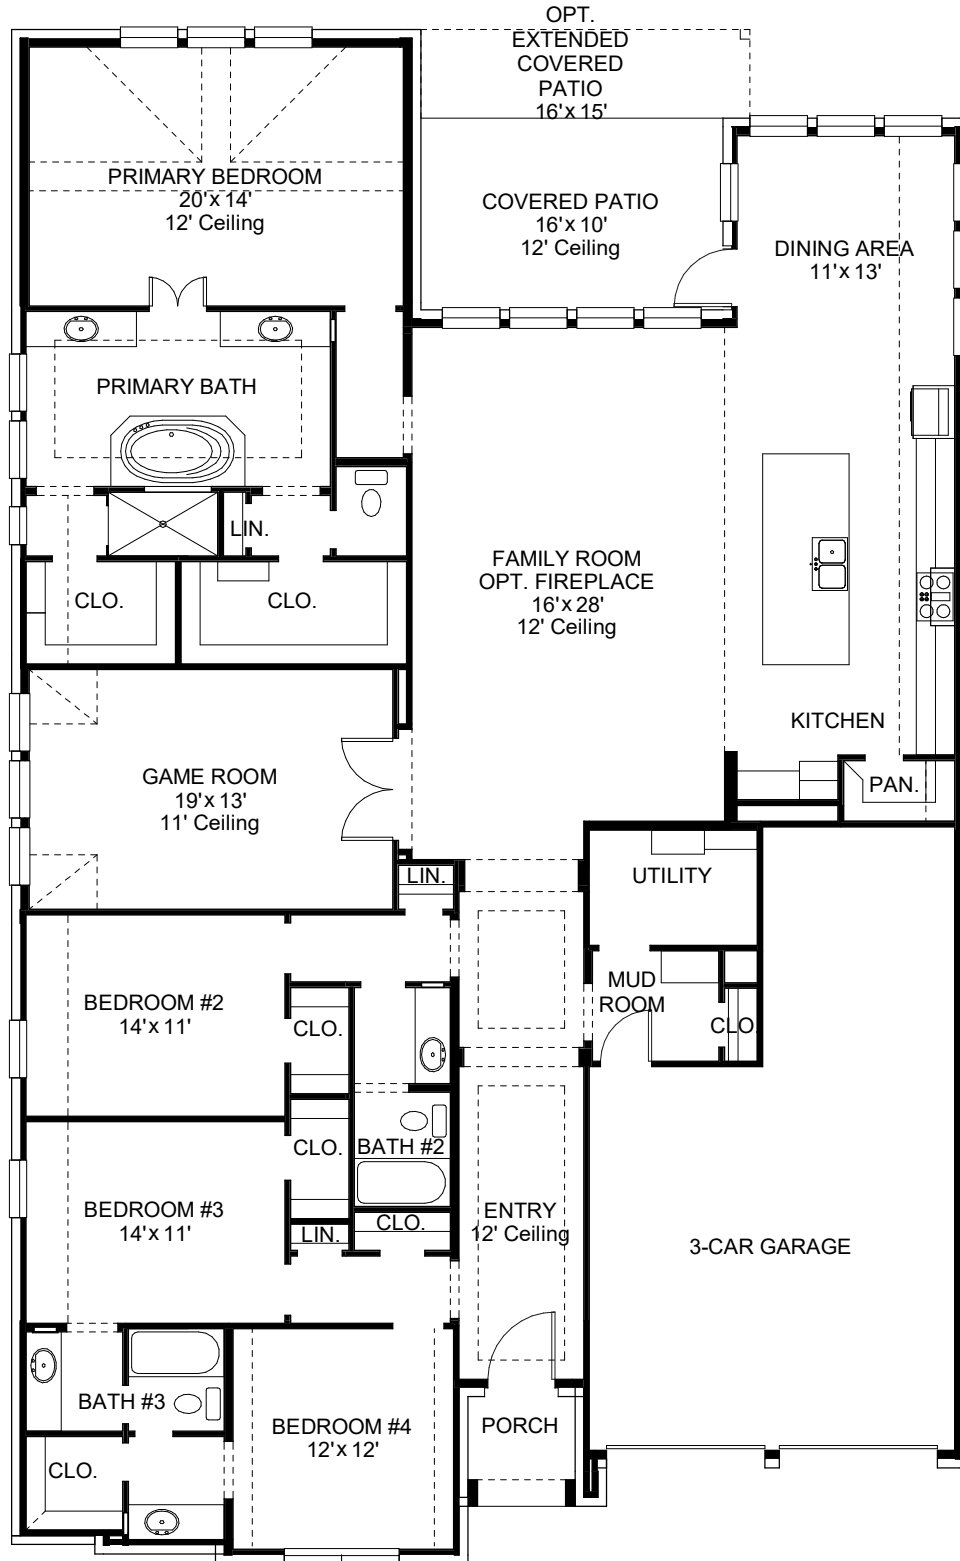 OPT.
EXTENDED
COVERED
PATIO
16' x 15'
PRIMARY BEDROOM
20' x 14'
12' Ceiling
COVERED PATIO
16' x 10'
12' Ceiling
DINING AREA
11' x 13'
PRIMARY BATH
LIN.
CLO.
CLO.
FAMILY ROOM
OPT. FIREPLACE
16' x 28'
12' Ceiling
KITCHEN
PAN.
GAME ROOM
19' x 13'
11' Ceiling
LIN.
UTILITY
MUD
ROOM
CLO.
BEDROOM #2
14' x 11'
CLO.
CLO.
BATH #2
BEDROOM #3
14' x 11'
LIN.
CLO.
ENTRY
12' Ceiling
3-CAR GARAGE
BATH #3
CLO.
BEDROOM #4
12' x 12'
PORCH